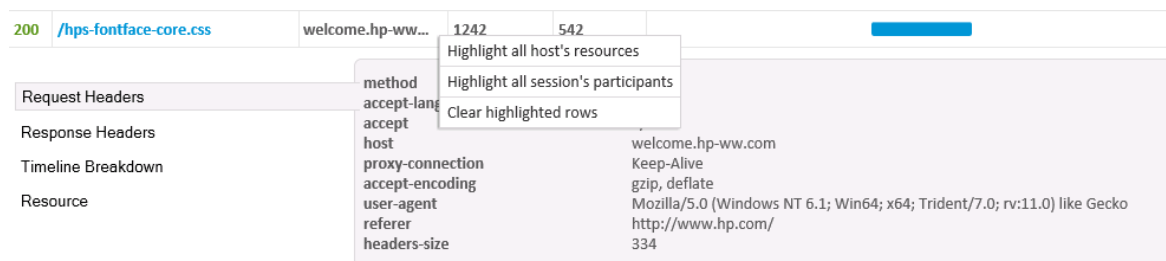 200 /hps-fontface-core.css welcome.hp-ww... 1242 542
Highlight all host's resources
Highlight all session's participants
Clear highlighted rows
Request Headers
Response Headers
Timeline Breakdown
Resource
method
accept-lang
accept
host welcome.hp-ww.com
proxy-connection Keep-Alive
accept-encoding gzip, deflate
user-agent Mozilla/5.0 (Windows NT 6.1; Win64; x64; Trident/7.0; rv:11.0) like Gecko
referer http://www.hp.com/
headers-size 334